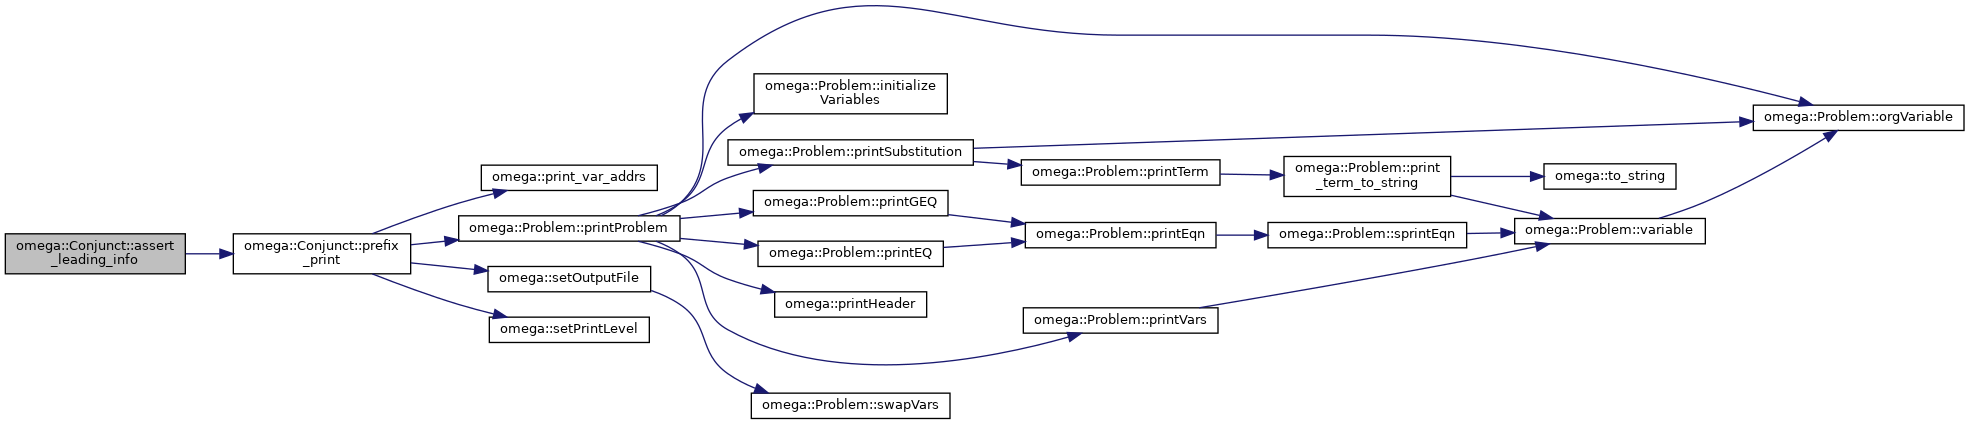 omega::Conjunct::assert
_leading_info
omega::Conjunct::prefix
_print
omega::print_var_addrs
omega::Problem::printProblem
omega::setOutputFile
omega::setPrintLevel
omega::Problem::initialize
Variables
omega::Problem::printSubstitution
omega::Problem::printGEQ
omega::Problem::printEQ
omega::printHeader
omega::Problem::swapVars
omega::Problem::printTerm
omega::Problem::printEqn
omega::Problem::printVars
omega::Problem::print
_term_to_string
omega::Problem::sprintEqn
omega::to_string
omega::Problem::variable
omega::Problem::orgVariable